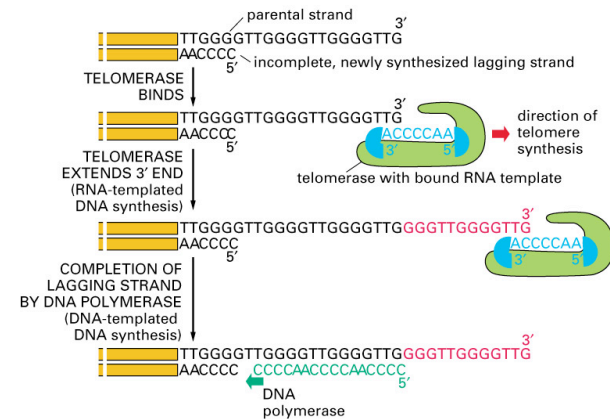 parental strand
3′
TTGGGGTTGGGGTTGGGGTTG
AACCCC
5′
incomplete, newly synthesized lagging strand
TELOMERASE
BINDS
3′
TTGGGGTTGGGGTTGGGGTTG
AACCCC
5′
ACCCCAA
3′ 5′
direction of
telomere
synthesis
telomerase with bound RNA template
TELOMERASE
EXTENDS 3′ END
(RNA-templated
DNA synthesis)
3′
TTGGGGTTGGGGTTGGGGTTGGGGTTGGGGTTG
AACCCC
5′
ACCCCAA
3′ 5′
COMPLETION OF
LAGGING STRAND
BY DNA POLYMERASE
(DNA-templated
DNA synthesis)
3′
TTGGGGTTGGGGTTGGGGTTGGGGTTGGGGTTG
AACCCC CCCCAACCCCAACCCC
5′
DNA
polymerase